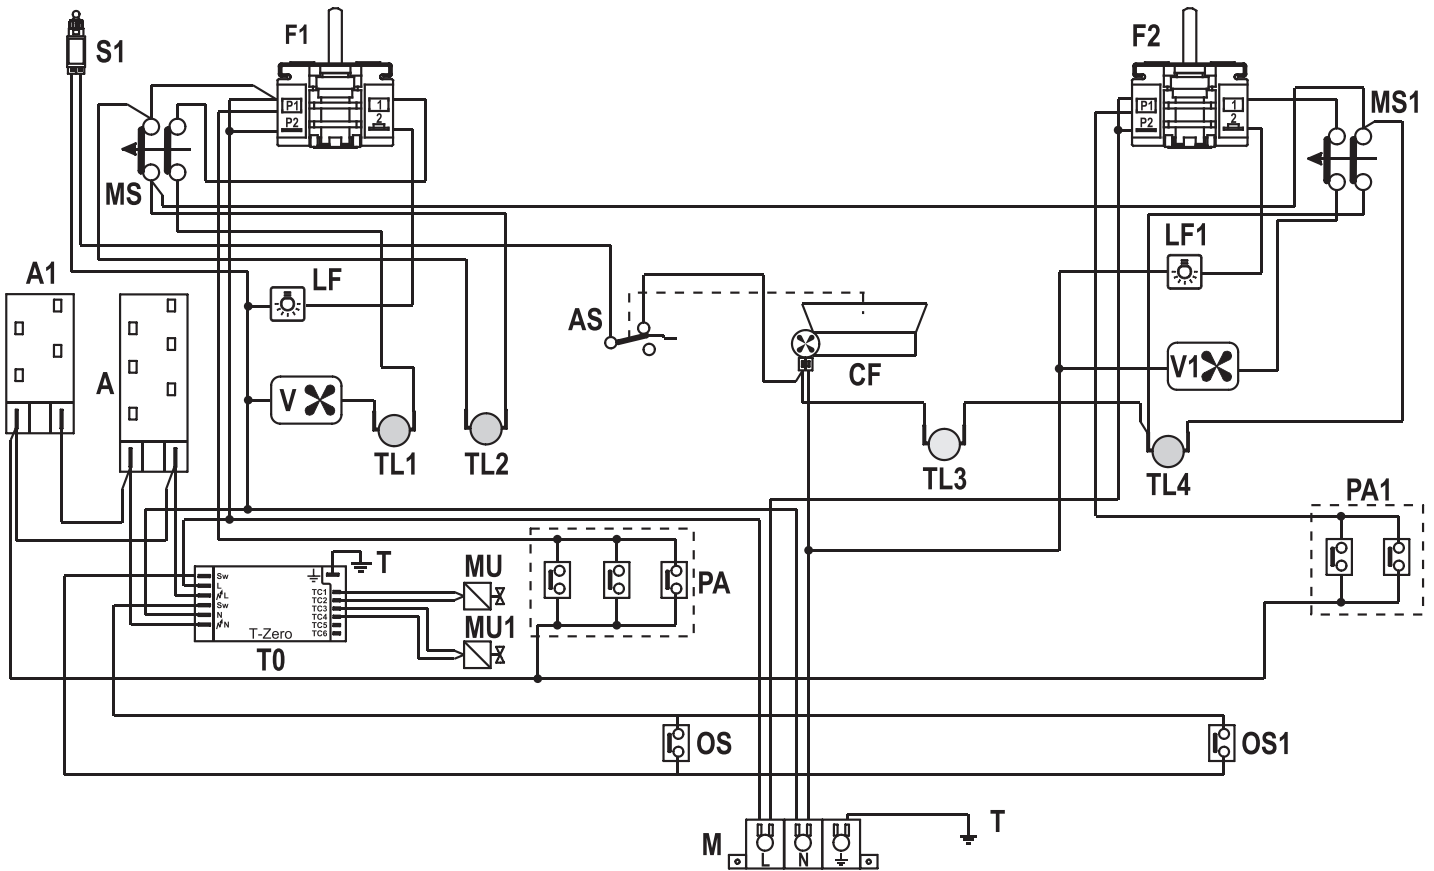 S1
F1
P1
P2
1
2
F2
P1
P2
1
2
MS1
MS
A1
LF
AS
LF1
A
V
CF
V1
TL1
TL2
TL3
TL4
PA1
T
MU
PA
Sw
L
L
Sw
N
N
TC1
TC2
TC3
TC4
TC5
TC6
T-Zero
MU1
T0
OS
OS1
M
L
N
T